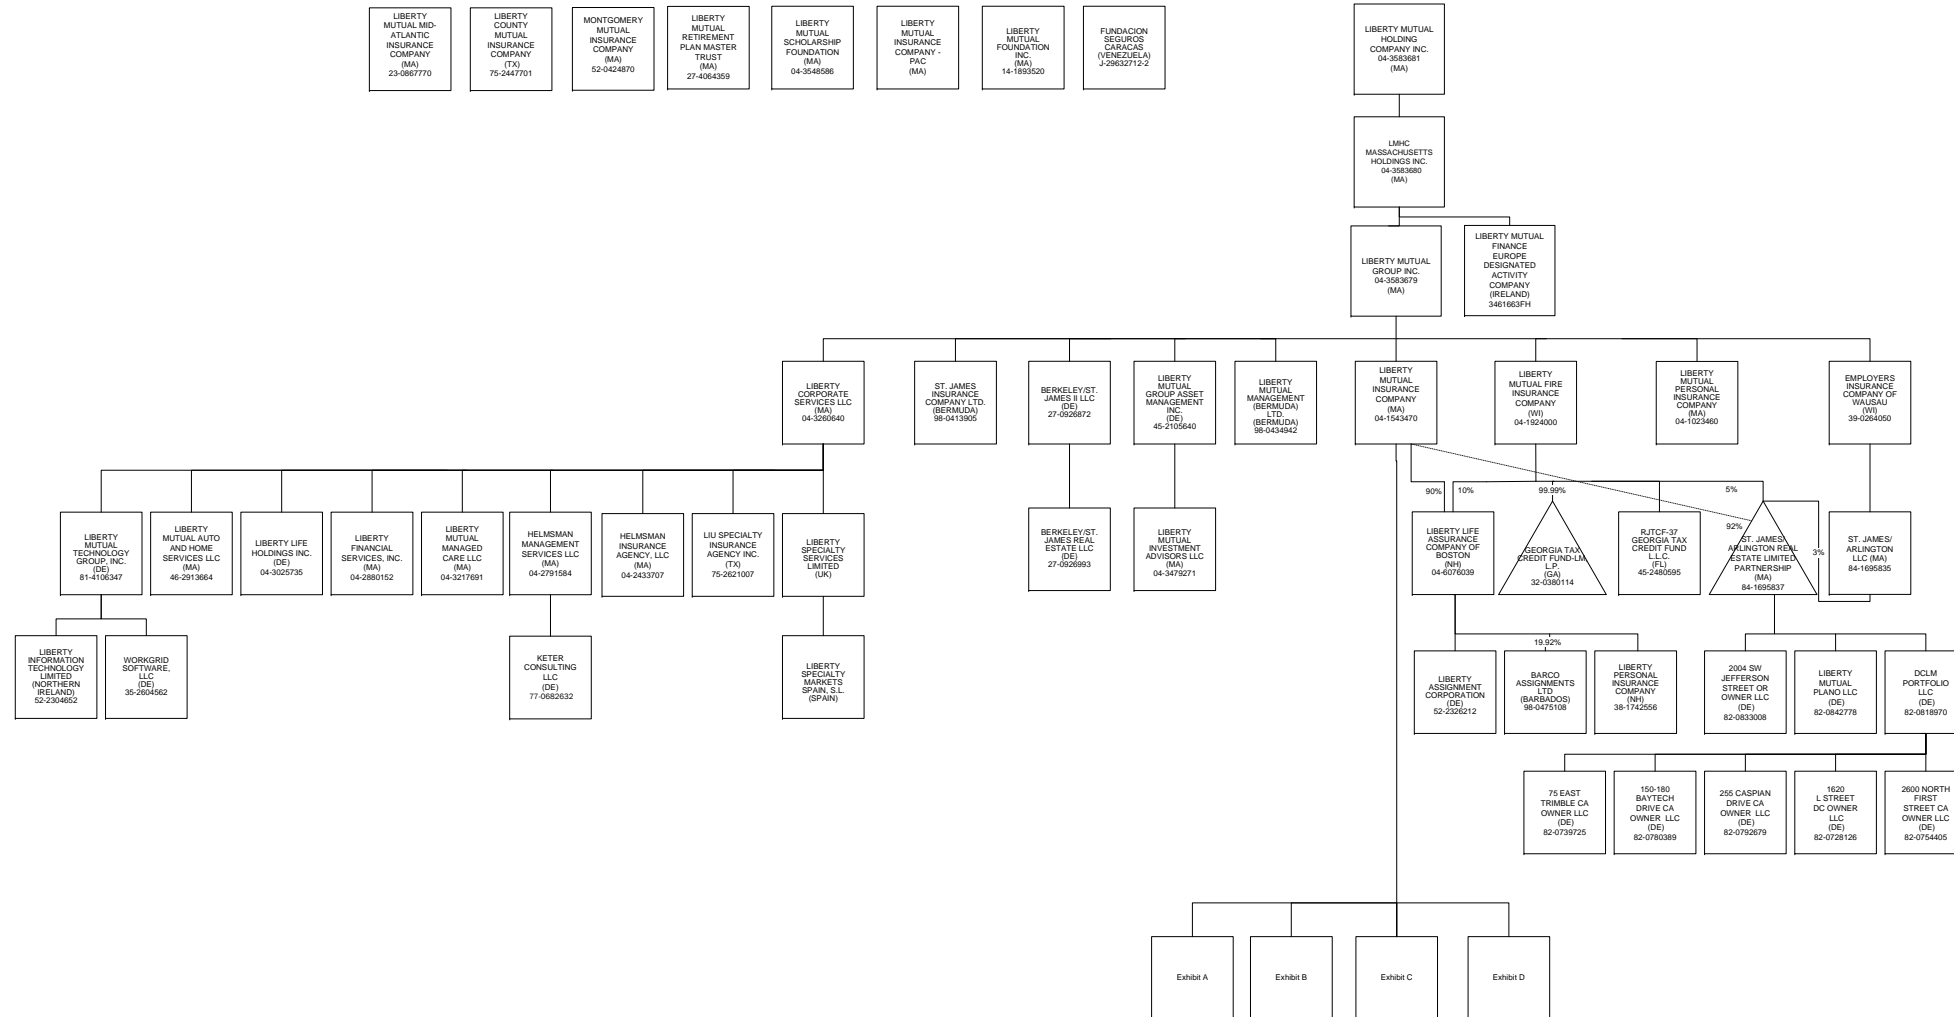 LIBERTY
MUTUAL MID-
ATLANTIC
INSURANCE
COMPANY
(MA)
23-0867770
LIBERTY
COUNTY
MUTUAL
INSURANCE
COMPANY
(TX)
75-2447701
MONTGOMERY
MUTUAL
INSURANCE
COMPANY
(MA)
52-0424870
LIBERTY
MUTUAL
RETIREMENT
PLAN MASTER
TRUST
(MA)
27-4064359
LIBERTY
MUTUAL
SCHOLARSHIP
FOUNDATION
(MA)
04-3548586
LIBERTY
MUTUAL
INSURANCE
COMPANY -
PAC
(MA)
LIBERTY
MUTUAL
FOUNDATION
INC.
(MA)
14-1893520
FUNDACION
SEGUROS
CARACAS
(VENEZUELA)
J-29632712-2
LIBERTY MUTUAL
HOLDING
COMPANY INC.
04-3583681
(MA)
LMHC
MASSACHUSETTS
HOLDINGS INC.
04-3583680
(MA)
LIBERTY MUTUAL
GROUP INC.
04-3583679
(MA)
LIBERTY MUTUAL
FINANCE
EUROPE
DESIGNATED
ACTIVITY
COMPANY
(IRELAND)
3461663FH
LIBERTY
CORPORATE
SERVICES LLC
(MA)
04-3260640
ST. JAMES
INSURANCE
COMPANY LTD.
(BERMUDA)
98-0413905
BERKELEY/ST.
JAMES II LLC
(DE)
27-0926872
LIBERTY
MUTUAL
GROUP ASSET
MANAGEMENT
INC.
(DE)
45-2105640
LIBERTY
MUTUAL
MANAGEMENT
(BERMUDA)
LTD.
(BERMUDA)
98-0434942
LIBERTY
MUTUAL
INSURANCE
COMPANY
(MA)
04-1543470
LIBERTY
MUTUAL FIRE
INSURANCE
COMPANY
(WI)
04-1924000
LIBERTY
MUTUAL
PERSONAL
INSURANCE
COMPANY
(MA)
04-1023460
EMPLOYERS
INSURANCE
COMPANY OF
WAUSAU
(WI)
39-0264050
90%
10%
99.99%
5%
92%
3%
LIBERTY
MUTUAL
TECHNOLOGY
GROUP, INC.
(DE)
81-4106347
LIBERTY
MUTUAL AUTO
AND HOME
SERVICES LLC
(MA)
46-2913664
LIBERTY LIFE
HOLDINGS INC.
(DE)
04-3025735
LIBERTY
FINANCIAL
SERVICES, INC.
(MA)
04-2880152
LIBERTY
MUTUAL
MANAGED
CARE LLC
(MA)
04-3217691
HELMSMAN
MANAGEMENT
SERVICES LLC
(MA)
04-2791584
HELMSMAN
INSURANCE
AGENCY, LLC
(MA)
04-2433707
LIU SPECIALTY
INSURANCE
AGENCY INC.
(TX)
75-2621007
LIBERTY
SPECIALTY
SERVICES
LIMITED
(UK)
BERKELEY/ST.
JAMES REAL
ESTATE LLC
(DE)
27-0926993
LIBERTY
MUTUAL
INVESTMENT
ADVISORS LLC
(MA)
04-3479271
LIBERTY LIFE
ASSURANCE
COMPANY OF
BOSTON
(NH)
04-6076039
GEORGIA TAX
CREDIT FUND-LM
L.P.
(GA)
32-0380114
RJTCF-37
GEORGIA TAX
CREDIT FUND
L.L.C.
(FL)
45-2480595
ST. JAMES/
ARLINGTON REAL
ESTATE LIMITED
PARTNERSHIP
(MA)
84-1695837
ST. JAMES/
ARLINGTON
LLC (MA)
84-1695835
LIBERTY
INFORMATION
TECHNOLOGY
LIMITED
(NORTHERN
IRELAND)
52-2304652
WORKGRID
SOFTWARE,
LLC
(DE)
35-2604562
KETER
CONSULTING
LLC
(DE)
77-0682632
LIBERTY
SPECIALTY
MARKETS
SPAIN, S.L.
(SPAIN)
19.92%
LIBERTY
ASSIGNMENT
CORPORATION
(DE)
52-2326212
BARCO
ASSIGNMENTS
LTD
(BARBADOS)
98-0475108
LIBERTY
PERSONAL
INSURANCE
COMPANY
(NH)
38-1742556
2004 SW
JEFFERSON
STREET OR
OWNER LLC
(DE)
82-0833008
LIBERTY
MUTUAL
PLANO LLC
(DE)
82-0842778
DCLM
PORTFOLIO
LLC
(DE)
82-0818970
75 EAST
TRIMBLE CA
OWNER LLC
(DE)
82-0739725
150-180
BAYTECH
DRIVE CA
OWNER LLC
(DE)
82-0780389
255 CASPIAN
DRIVE CA
OWNER LLC
(DE)
82-0792679
1620
L STREET
DC OWNER
LLC
(DE)
82-0728126
2600 NORTH
FIRST
STREET CA
OWNER LLC
(DE)
82-0754405
Exhibit A
Exhibit B
Exhibit C
Exhibit D